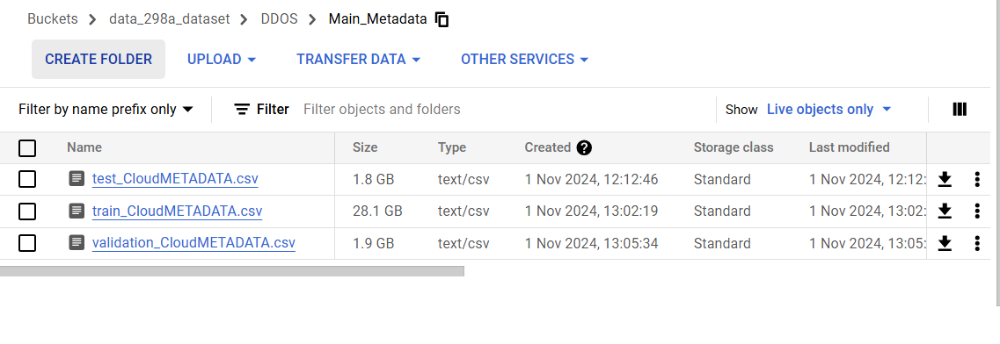 Buckets > data_298a_dataset > DDOS > Main_Metadata
CREATE FOLDER UPLOAD TRANSFER DATA OTHER SERVICES
Filter by name prefix only Filter Filter objects and folders Show Live objects only
Name Size Type Created ? Storage class Last modified
test_CloudMETADATA.csv 1.8 GB text/csv 1 Nov 2024, 12:12:46 Standard 1 Nov 2024, 12:12:
train_CloudMETADATA.csv 28.1 GB text/csv 1 Nov 2024, 13:02:19 Standard 1 Nov 2024, 13:02:
validation_CloudMETADATA.csv 1.9 GB text/csv 1 Nov 2024, 13:05:34 Standard 1 Nov 2024, 13:05: